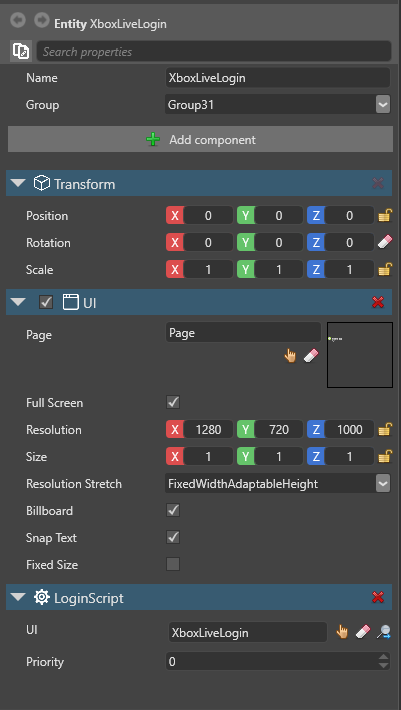 Entity XboxLiveLogin
Search properties
Name XboxLiveLogin
Group Group31
Add component
Transform
Position X 0 Y 0 Z 0
Rotation X 0 Y 0 Z 0
Scale X 1 Y 1 Z 1
UI
Page Page
Full Screen
Resolution X 1280 Y 720 Z 1000
Size X 1 Y 1 Z 1
Resolution Stretch FixedWidthAdaptableHeight
Billboard
Snap Text
Fixed Size
LoginScript
UI XboxLiveLogin
Priority 0